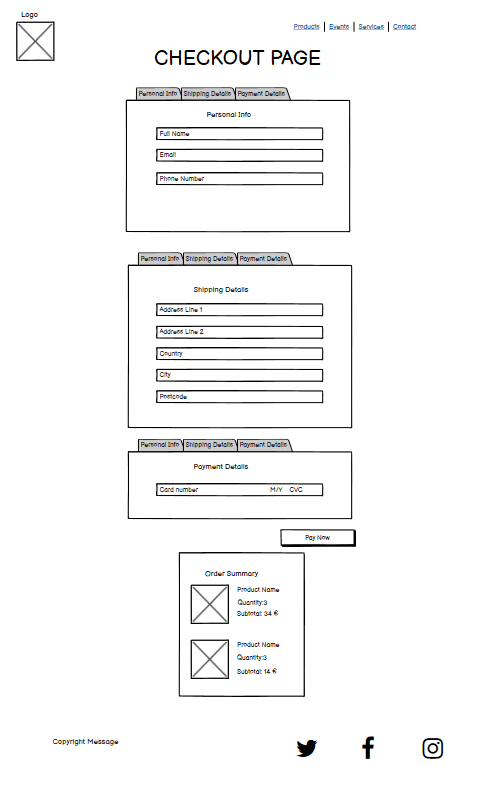 Logo
Products | Events | Services | Contact
CHECKOUT PAGE
Personal Info Shipping Details Payment Details
Personal Info
Full Name
Email
Phone Number
Personal Info Shipping Details Payment Details
Shipping Details
Address Line 1
Address Line 2
Country
City
Postcode
Personal Info Shipping Details Payment Details
Payment Details
Card number M/Y CVC
Pay Now
Order Summary
Product Name
Quantity:3
Subtotal: 34 €
Product Name
Quantity:3
Subtotal: 14 €
Copyright Message